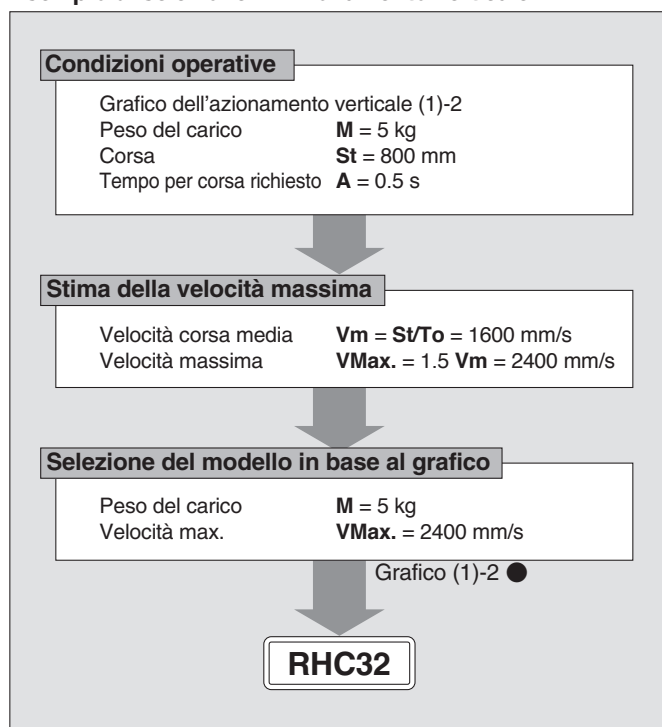 Condizioni operative
Grafico dell'azionamento verticale (1)-2
Peso del carico M = 5 kg
Corsa St = 800 mm
Tempo per corsa richiesto A = 0.5 s
Stima della velocità massima
Velocità corsa media Vm = St/To = 1600 mm/s
Velocità massima VMax. = 1.5 Vm = 2400 mm/s
Selezione del modello in base al grafico
Peso del carico M = 5 kg
Velocità max. VMax. = 2400 mm/s
Grafico (1)-2 ●
RHC32